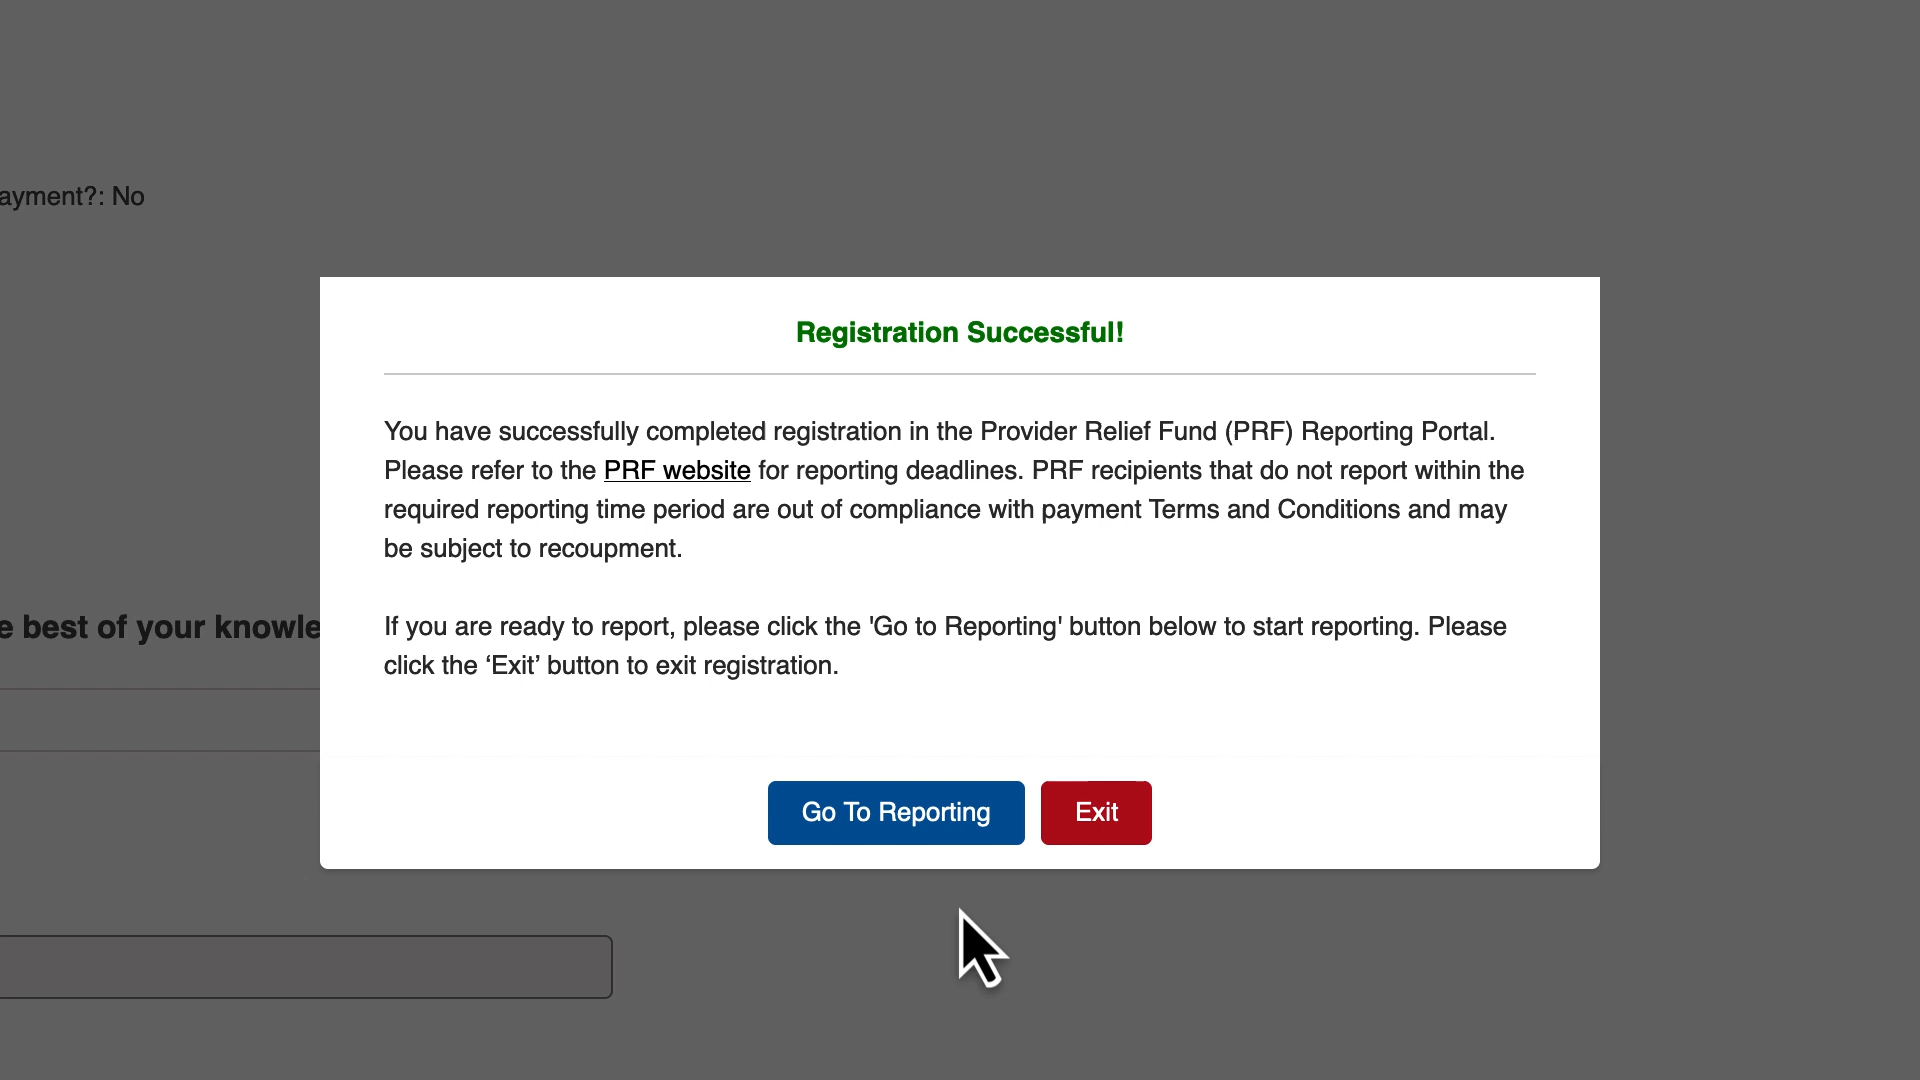 ayment?: No
Registration Successful!
You have successfully completed registration in the Provider Relief Fund (PRF) Reporting Portal.
Please refer to the PRF website for reporting deadlines. PRF recipients that do not report within the
required reporting time period are out of compliance with payment Terms and Conditions and may
be subject to recoupment.
e best of your knowle
If you are ready to report, please click the 'Go to Reporting' button below to start reporting. Please
click the ‘Exit’ button to exit registration.
Go To Reporting
Exit